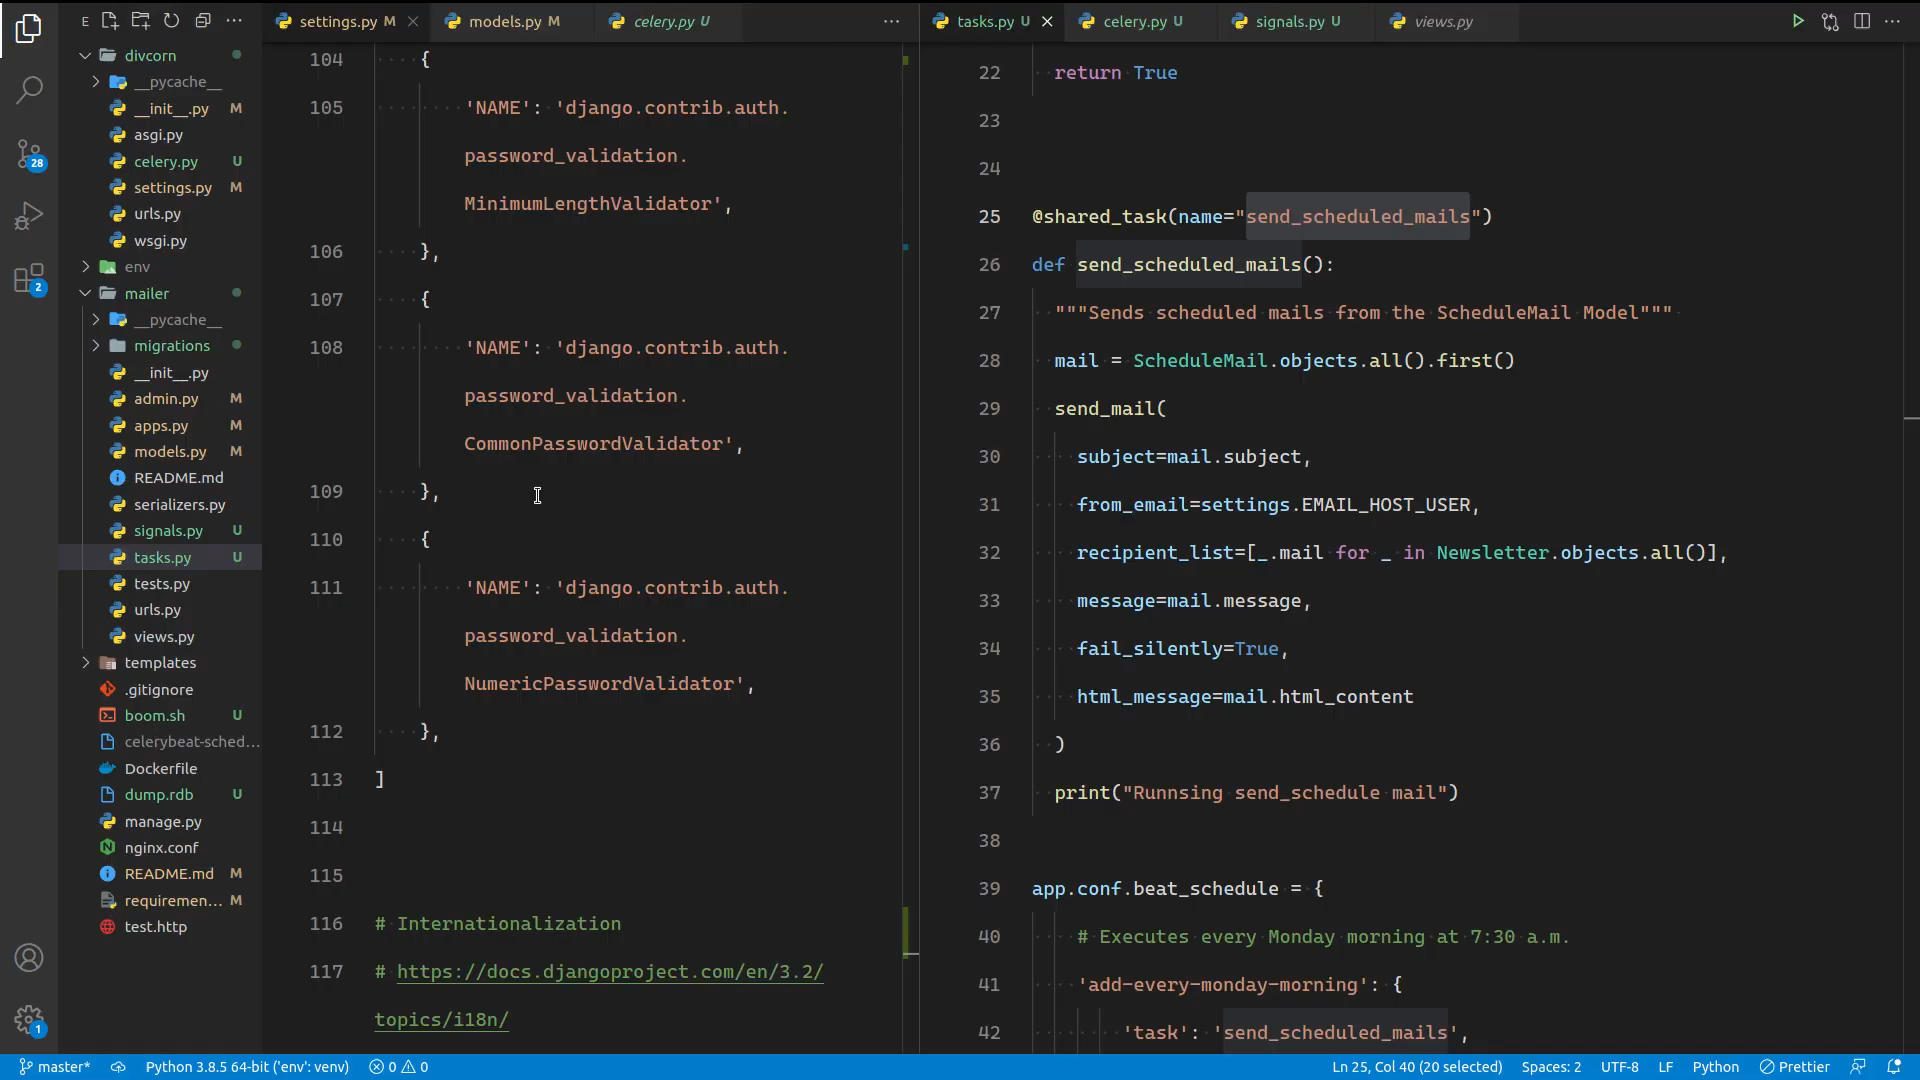 E
settings.py M
models.py M
celery.py U
tasks.py U
celery.py U
signals.py U
views.py
divcorn
__pycache__
__init__.py M
asgi.py
celery.py U
settings.py M
urls.py
wsgi.py
env
mailer
__pycache__
migrations
__init__.py
admin.py M
apps.py M
models.py M
README.md
serializers.py
signals.py U
tasks.py U
tests.py
urls.py
views.py
templates
.gitignore
boom.sh U
celerybeat-sched...
Dockerfile
dump.rdb U
manage.py
nginx.conf
README.md M
requiremen... M
test.http
28
2
1
104 {
105 'NAME': 'django.contrib.auth.
password_validation.
MinimumLengthValidator',
106 },
107 {
108 'NAME': 'django.contrib.auth.
password_validation.
CommonPasswordValidator',
109 },
110 {
111 'NAME': 'django.contrib.auth.
password_validation.
NumericPasswordValidator',
112 },
113 ]
114
115
116 # Internationalization
117 # https://docs.djangoproject.com/en/3.2/
topics/i18n/
22 return True
23
24
25 @shared_task(name="send_scheduled_mails")
26 def send_scheduled_mails():
27 """Sends scheduled mails from the ScheduleMail Model"""
28 mail = ScheduleMail.objects.all().first()
29 send_mail(
30 subject=mail.subject,
31 from_email=settings.EMAIL_HOST_USER,
32 recipient_list=[_.mail for _ in Newsletter.objects.all()],
33 message=mail.message,
34 fail_silently=True,
35 html_message=mail.html_content
36 )
37 print("Runnsing send_schedule mail")
38
39 app.conf.beat_schedule = {
40 # Executes every Monday morning at 7:30 a.m.
41 'add-every-monday-morning': {
42 'task': 'send_scheduled_mails',
master* Python 3.8.5 64-bit ('env': venv) 0 0 Ln 25, Col 40 (20 selected) Spaces: 2 UTF-8 LF Python Prettier